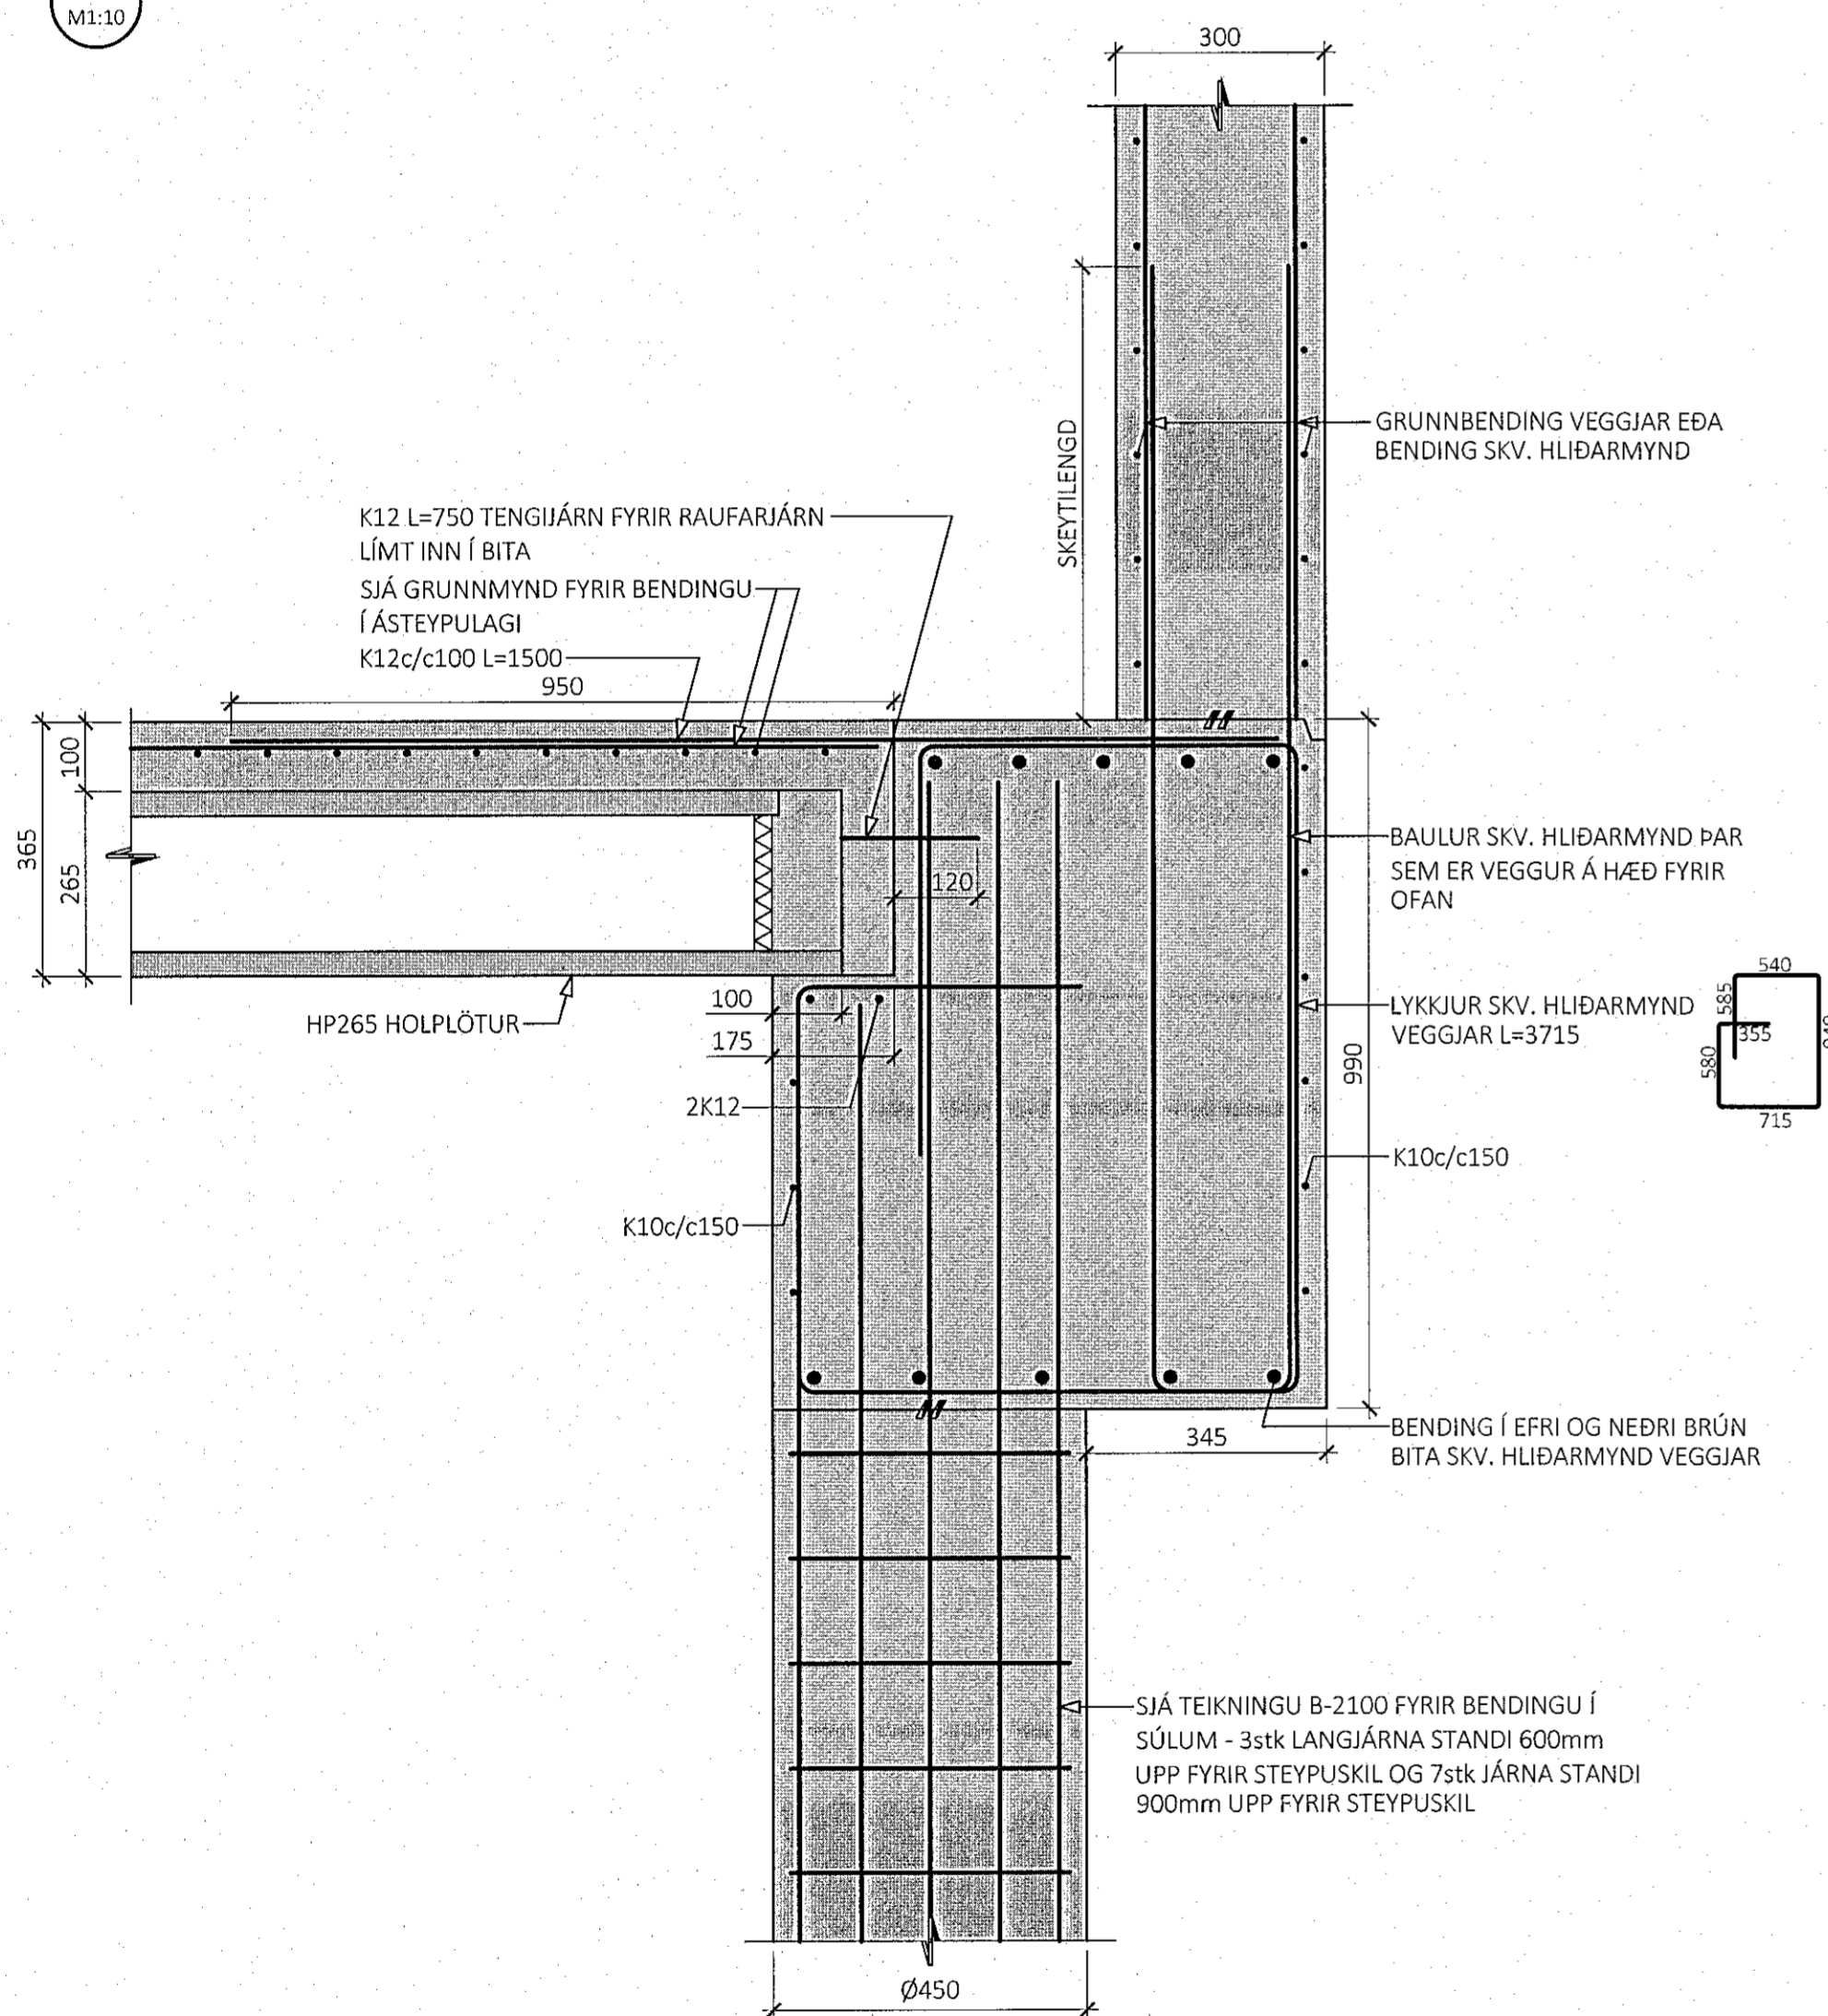 M1:10
300
GRUNNBENDING VEGGJAR EÐA
BENDING SKV. HLIÐARMYND
SKEYTILENGD
K12 L=750 TENGIJÁRN FYRIR RAUFARJÁRN
LÍMT INN Í BITA
SJÁ GRUNNMYND FYRIR BENDINGU
Í ÁSTEYPULAGI
K12c/c100 L=1500
950
100
365
265
120
BAULUR SKV. HLIÐARMYND ÞAR
SEM ER VEGGUR Á HÆÐ FYRIR
OFAN
HP265 HOLPLÖTUR
100
175
LYKKJUR SKV. HLIÐARMYND
VEGGJAR L=3715
540
585
355
580
715
990
2K12
K10c/c150
K10c/c150
345
BENDING Í EFRI OG NEÐRI BRÚN
BITA SKV. HLIÐARMYND VEGGJAR
SJÁ TEIKNINGU B-2100 FYRIR BENDINGU Í
SÚLUM - 3stk LANGJÁRNA STANDI 600mm
UPP FYRIR STEYPUSKIL OG 7stk JÁRNA STANDI
900mm UPP FYRIR STEYPUSKIL
Ø450